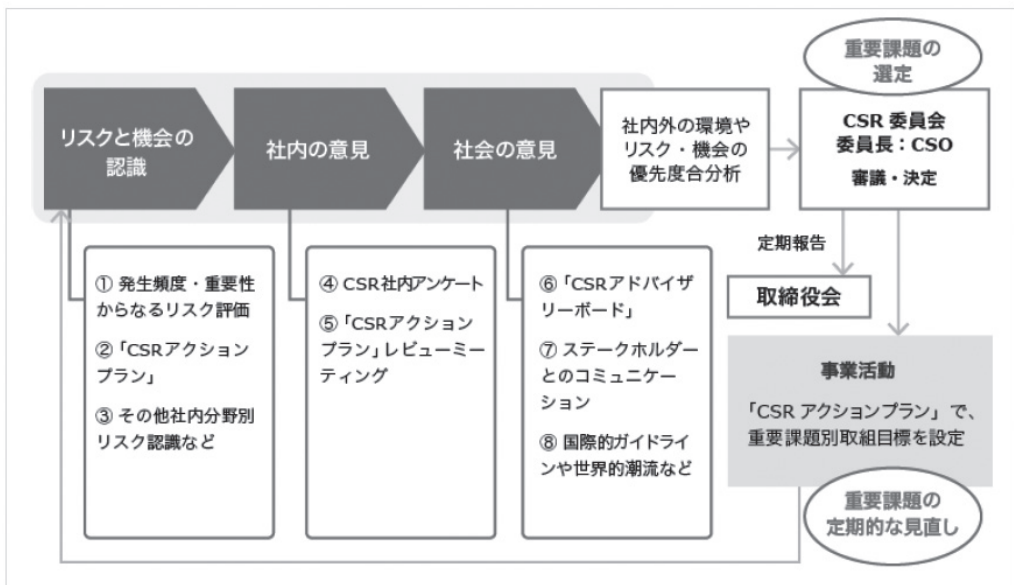 重要課題の
選定
リスクと機会の
認識
社内の意見
社会の意見
社内外の環境や
リスク・機会の
優先度合分析
CSR 委員会
委員長：CSO
審議・決定
① 発生頻度・重要性
からなるリスク評価
② 「CSRアクション
プラン」
③ その他社内分野別
リスク認識など
④ CSR社内アンケート
⑤ 「CSRアクション
プラン」レビューミー
ティング
⑥ 「CSRアドバイザ
リーボード」
⑦ ステークホルダー
とのコミュニケー
ション
⑧ 国際的ガイドライ
ンや世界的潮流など
定期報告
取締役会
事業活動
「CSR アクションプラン」で、
重要課題別取組目標を設定
重要課題の
定期的な見直し